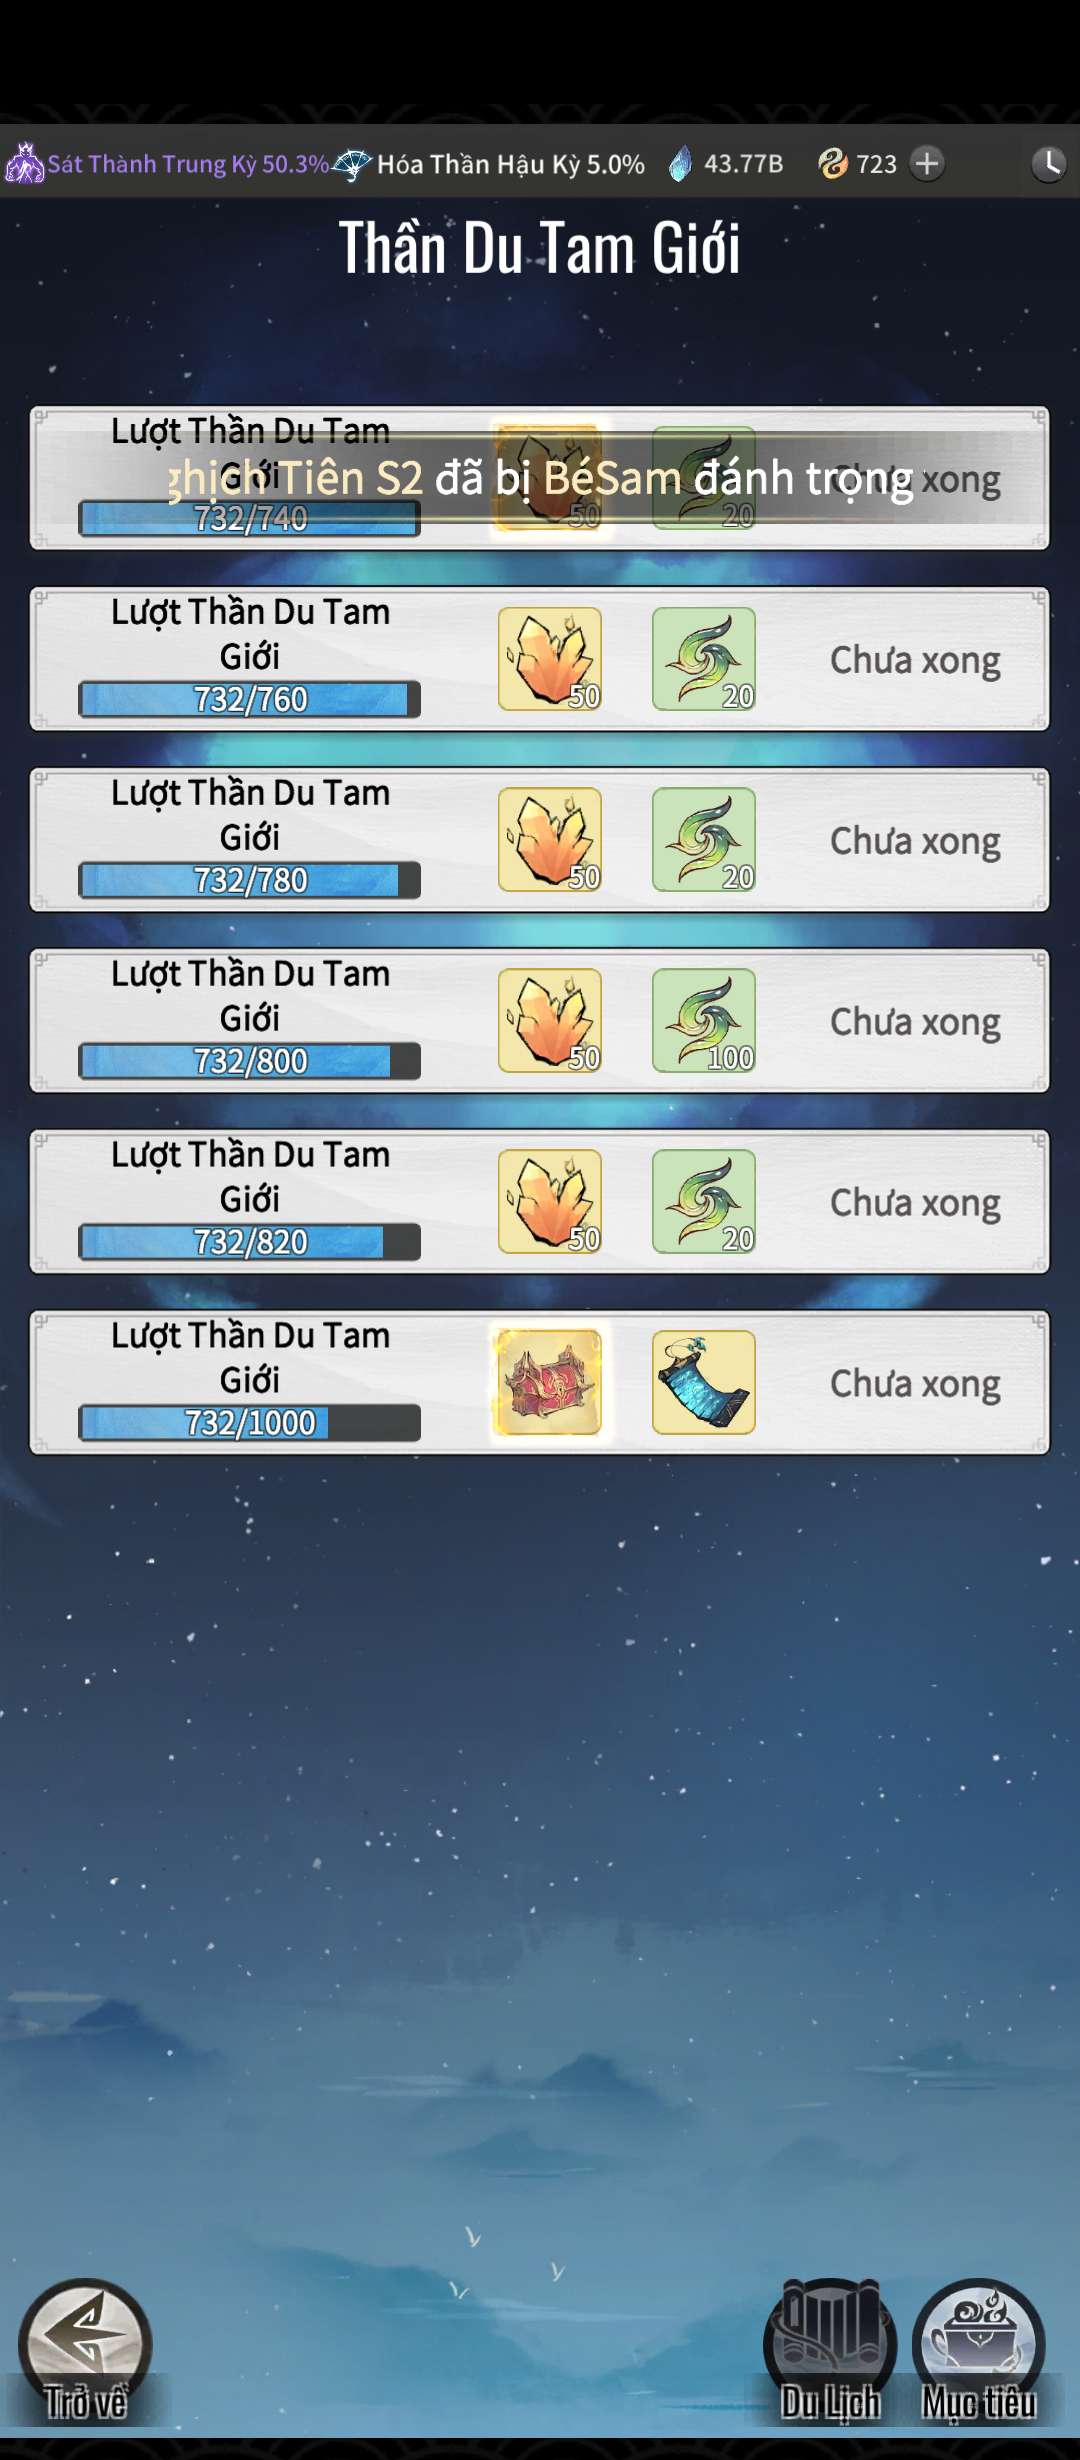 Sát Thành Trung Kỳ 50.3% Hóa Thần Hậu Kỳ 5.0% 43.77B 723
Thần Du Tam Giới
Lượt Thần Du Tam
Giới
ghịch Tiên S2 đã bị BéSam đánh trọng
Chưa xong
732/740
50
20
Lượt Thần Du Tam
Giới
732/760
50
20
Chưa xong
Lượt Thần Du Tam
Giới
732/780
50
20
Chưa xong
Lượt Thần Du Tam
Giới
732/800
50
100
Chưa xong
Lượt Thần Du Tam
Giới
732/820
50
20
Chưa xong
Lượt Thần Du Tam
Giới
732/1000
Chưa xong
Trở về
Du Lịch
Mục tiêu